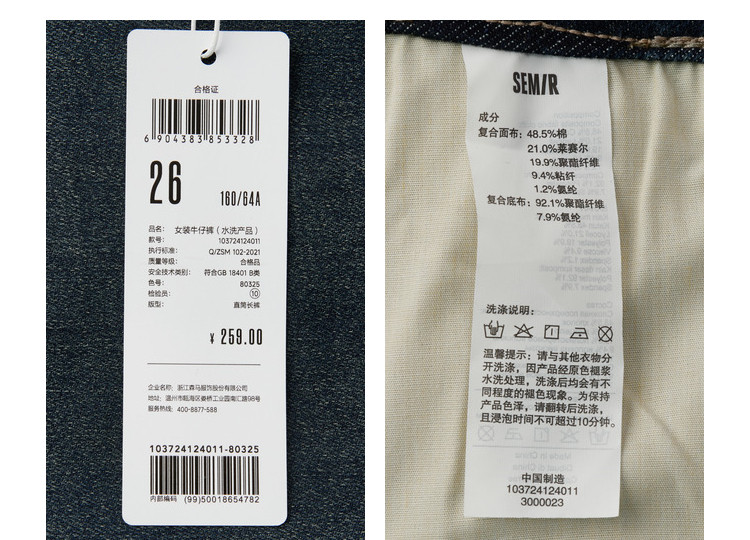 合格证
6 904383 853328
26
160/64A
品名: 女装牛仔裤(水洗产品)
款号: 103724124011
执行标准: Q/ZSM 102-2021
质量等级: 合格品
安全技术类别: 符合GB 18401 B类
色号: 80325
检验员: ⑩
版型: 直筒长裤
¥ 259.00
企业名称: 浙江森马服饰股份有限公司
地址: 温州市瓯海区娄桥工业园南汇路98号
服务热线: 400-8877-588
103724124011-80325
内部编码 (99)50018654782
SEM/R
成分
复合面布: 48.5%棉
21.0%莱赛尔
19.9%聚酯纤维
9.4%粘纤
1.2%氨纶
复合底布: 92.1%聚酯纤维
7.9%氨纶
洗涤说明:
温馨提示: 请与其他衣物分
开洗涤, 因产品经原色褪浆
水洗处理, 洗涤后均会有不
同程度的褪色现象。为保持
产品色泽, 请翻转后洗涤,
且浸泡时间不可超过10分钟。
中国制造
103724124011
3000023